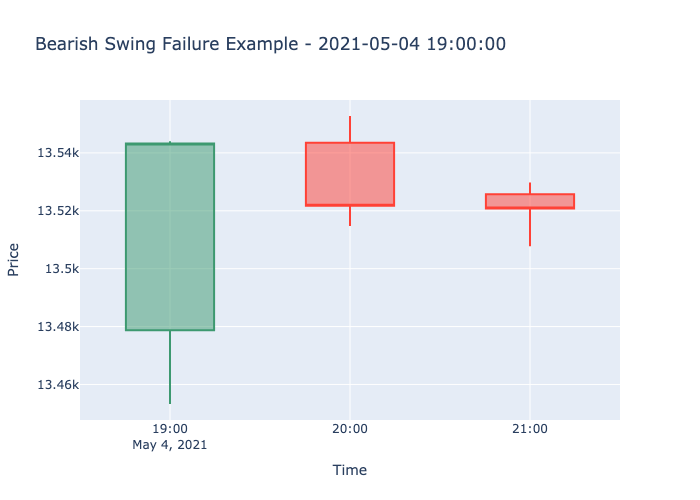 Bearish Swing Failure Example - 2021-05-04 19:00:00
Price
13.54k
13.52k
13.5k
13.48k
13.46k
19:00
May 4, 2021
20:00
21:00
Time